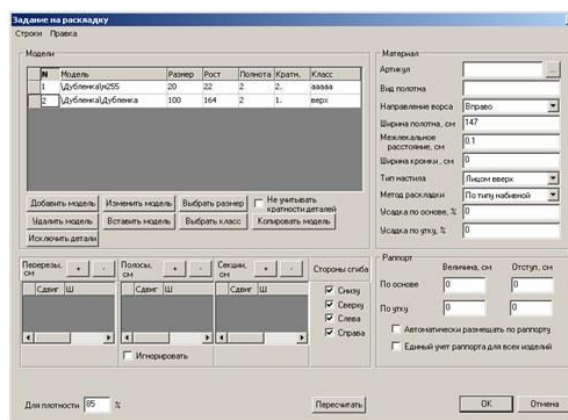 Задание на раскладку
Строки Правка
Модели
N Модель Размер Рост Полнота Кратн. Класс
1 \Дубленка\м255 20 22 2 2. ааааа
2 \Дубленка\Дубленка 100 164 2 1. верх
Добавить модель Изменить модель Выбрать размер Не учитывать кратности деталей
Удалить модель Вставить модель Выбрать класс Копировать модель
Исключить детали
Материал
Артикул ...
Вид полотна
Направление ворса Вправо
Ширина полотна, см 147
Межлекальное расстояние, см 0.1
Ширина кромки, см 0
Тип настила Лицом вверх
Метод раскладки По типу набивной
Усадка по основе, % 0
Усадка по утку, % 0
Перерезы, см + - Полосы, см + - Секции, см + - Стороны сгиба
Сдвиг Ш Сдвиг Ш Сдвиг Ш
Снизу
Сверху
Слева
Справа
Игнорировать
Раппорт
Величина, см Отступ, см
По основе 0 0
По утку 0 0
Автоматически размещать по раппорту
Единый учет раппорта для всех изделий
Для плотности 85 % Пересчитать OK Отмена